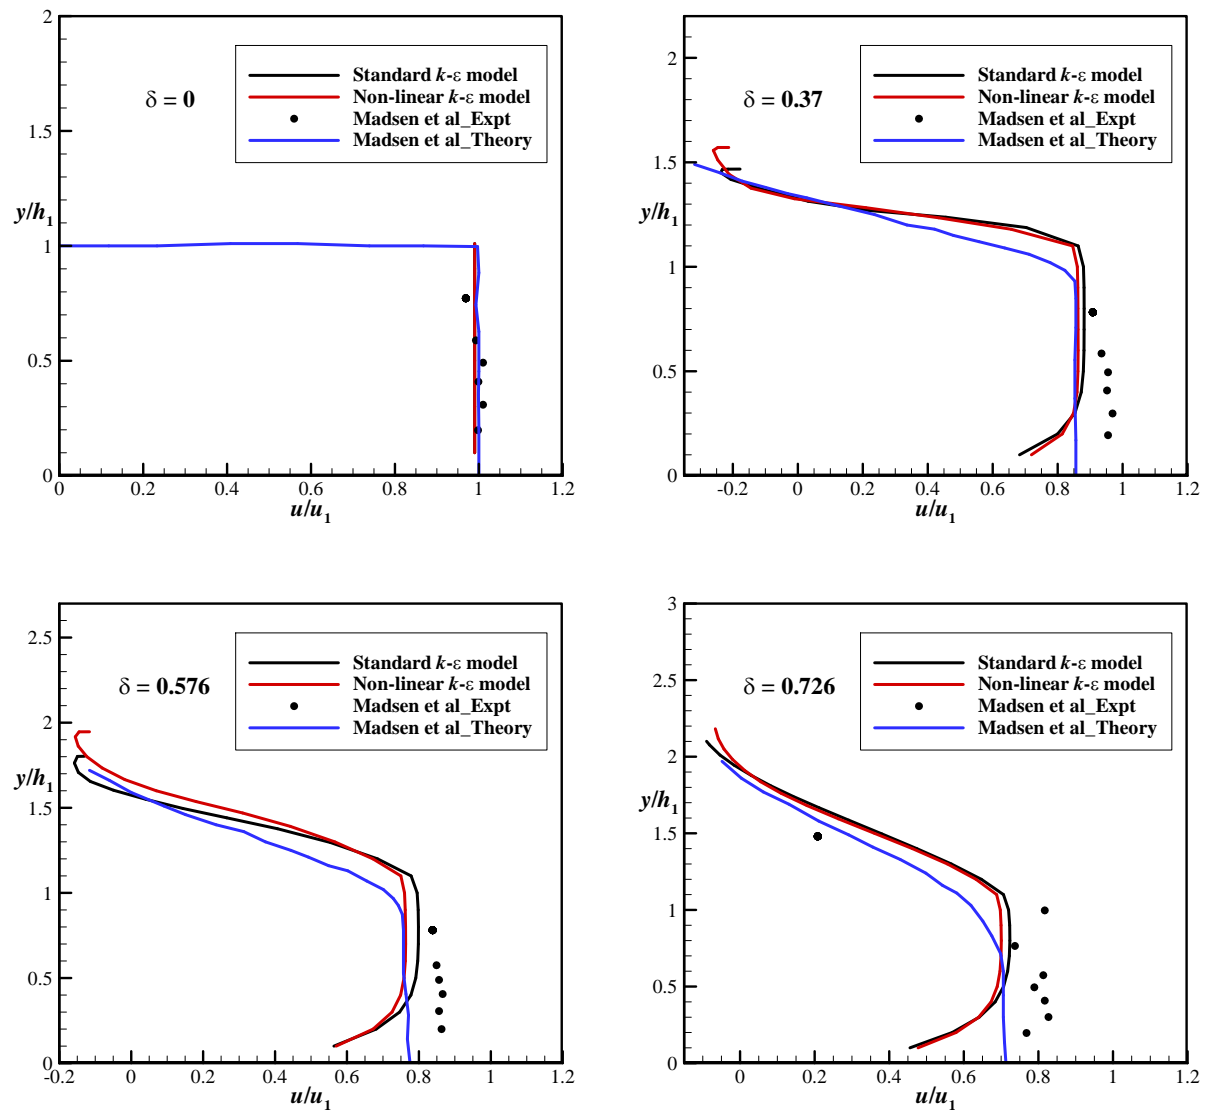 2
1.5
y/h1
1
0.5
0
0 0.2 0.4 0.6 0.8 1 1.2
u/u1
δ = 0
Standard k-ε model
Non-linear k-ε model
Madsen et al_Expt
Madsen et al_Theory
2
1.5
y/h1
1
0.5
0
-0.2 0 0.2 0.4 0.6 0.8 1 1.2
u/u1
δ = 0.37
Standard k-ε model
Non-linear k-ε model
Madsen et al_Expt
Madsen et al_Theory
2.5
2
y/h1
1.5
1
0.5
0
-0.2 0 0.2 0.4 0.6 0.8 1 1.2
u/u1
δ = 0.576
Standard k-ε model
Non-linear k-ε model
Madsen et al_Expt
Madsen et al_Theory
3
2.5
2
y/h1
1.5
1
0.5
0
0 0.2 0.4 0.6 0.8 1 1.2
u/u1
δ = 0.726
Standard k-ε model
Non-linear k-ε model
Madsen et al_Expt
Madsen et al_Theory